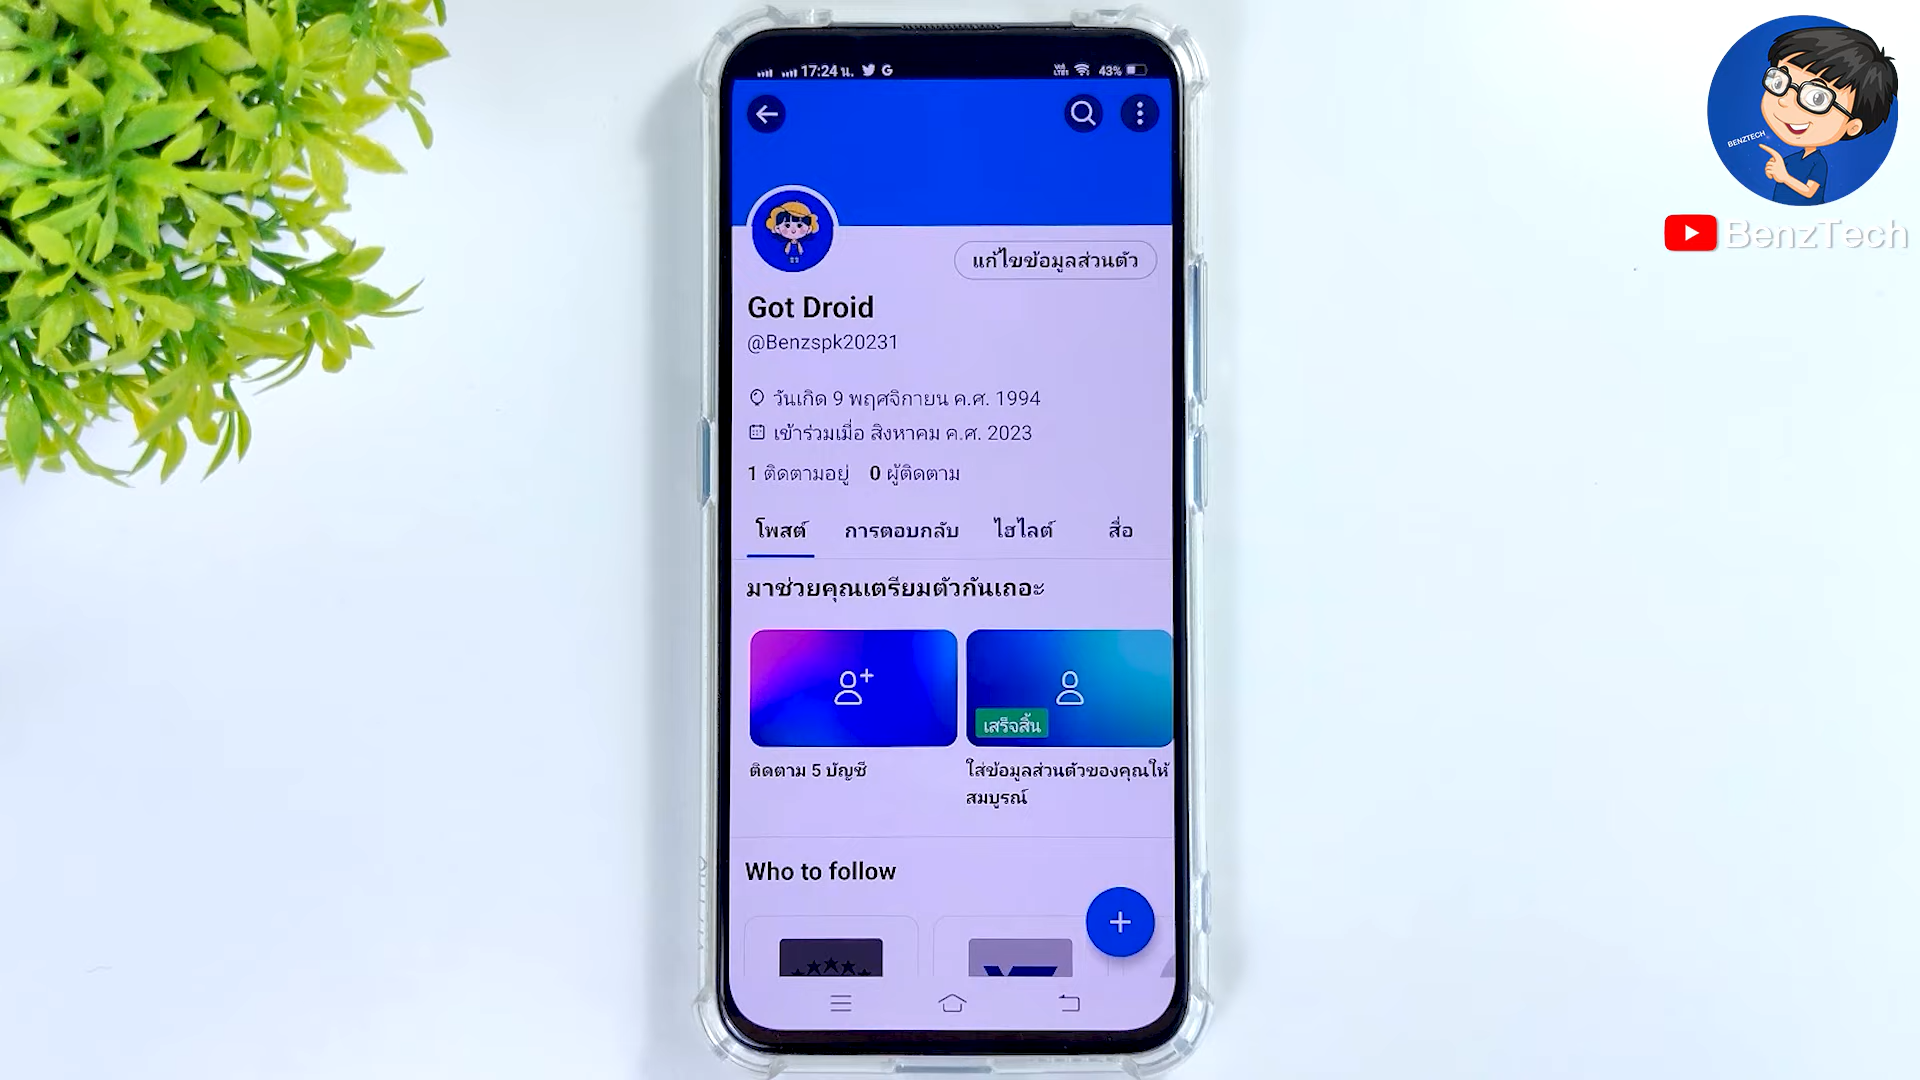 17:24 น. G
43%
แก้ไขข้อมูลส่วนตัว
Got Droid
@Benzspk20231
วันเกิด 9 พฤศจิกายน ค.ศ. 1994
เข้าร่วมเมื่อ สิงหาคม ค.ศ. 2023
1 ติดตามอยู่ 0 ผู้ติดตาม
โพสต์ การตอบกลับ ไฮไลต์ สื่อ
มาช่วยคุณเตรียมตัวกันเถอะ
เสร็จสิ้น
ติดตาม 5 บัญชี
ใส่ข้อมูลส่วนตัวของคุณให้
สมบูรณ์
Who to follow
BENZTECH
BenzTech